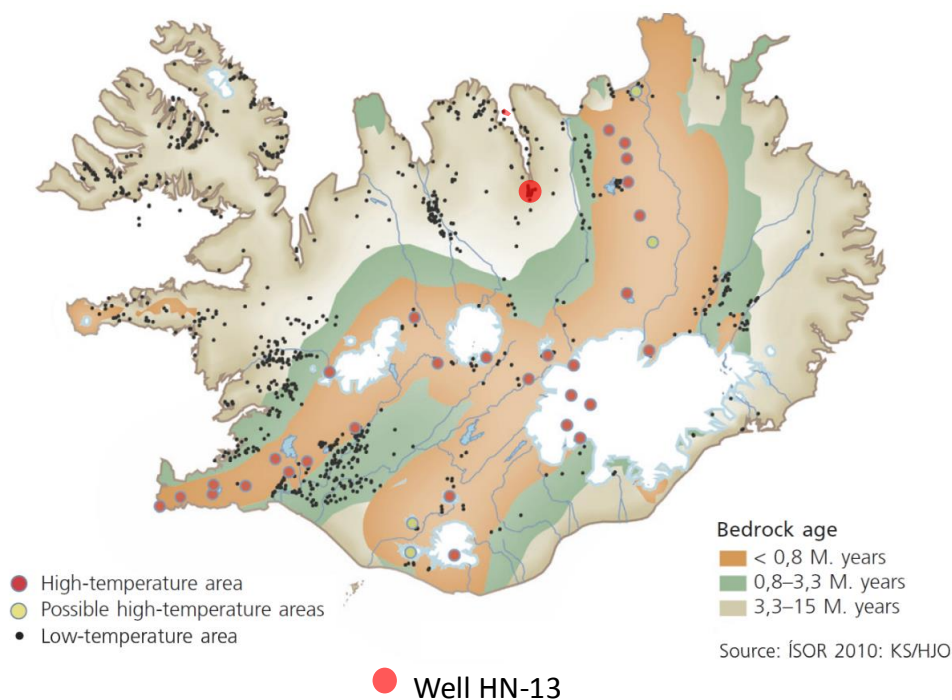 Bedrock age
< 0,8 M. years
0,8–3,3 M. years
3,3–15 M. years
High-temperature area
Possible high-temperature areas
Low-temperature area
Source: ÍSOR 2010: KS/HJO
Well HN-13